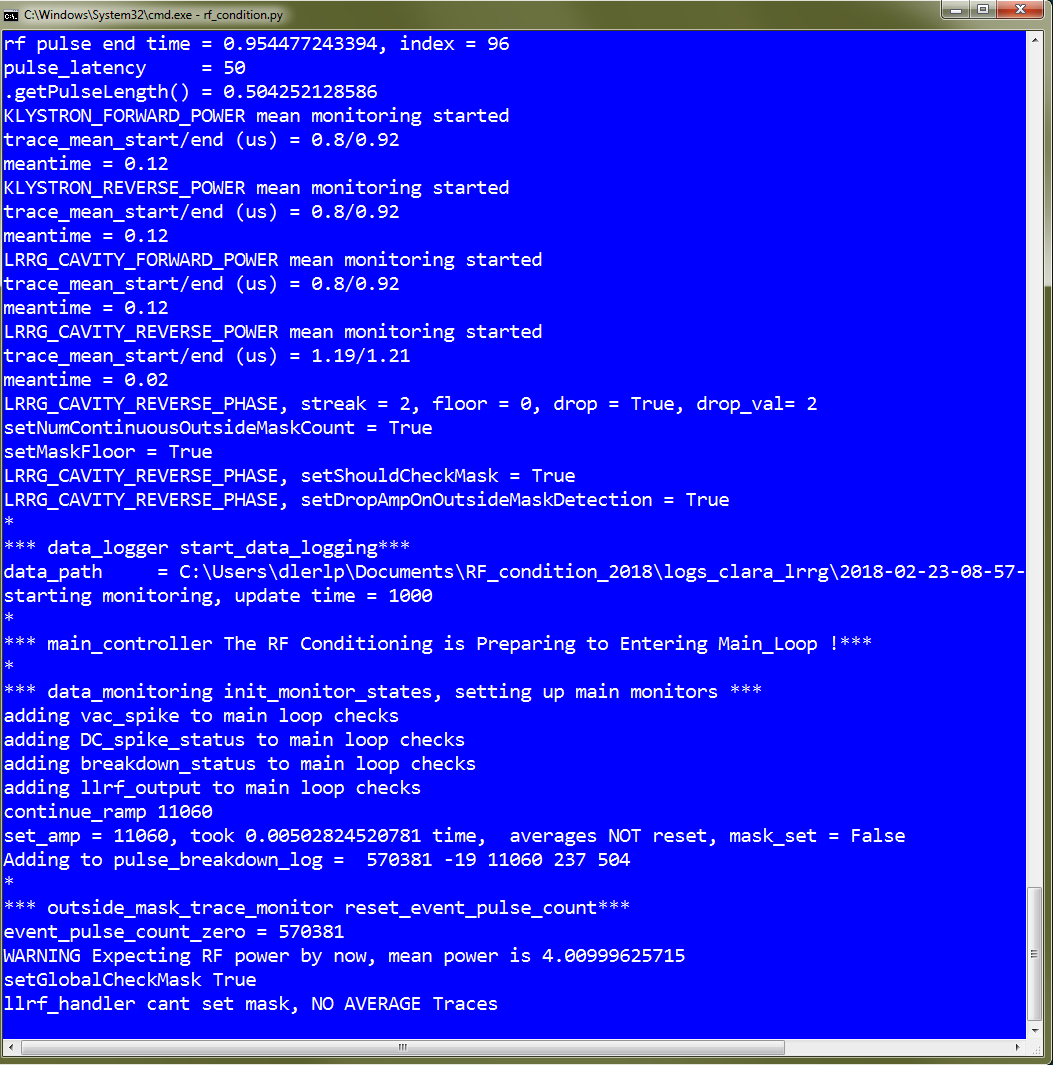 C:\Windows\System32\cmd.exe - rf_condition.py
rf pulse end time = 0.954477243394, index = 96
pulse_latency     = 50
.getPulseLength() = 0.504252128586
KLYSTRON_FORWARD_POWER mean monitoring started
trace_mean_start/end (us) = 0.8/0.92
meantime = 0.12
KLYSTRON_REVERSE_POWER mean monitoring started
trace_mean_start/end (us) = 0.8/0.92
meantime = 0.12
LRRG_CAVITY_FORWARD_POWER mean monitoring started
trace_mean_start/end (us) = 0.8/0.92
meantime = 0.12
LRRG_CAVITY_REVERSE_POWER mean monitoring started
trace_mean_start/end (us) = 1.19/1.21
meantime = 0.02
LRRG_CAVITY_REVERSE_PHASE, streak = 2, floor = 0, drop = True, drop_val= 2
setNumContinuousOutsideMaskCount = True
setMaskFloor = True
LRRG_CAVITY_REVERSE_PHASE, setShouldCheckMask = True
LRRG_CAVITY_REVERSE_PHASE, setDropAmpOnOutsideMaskDetection = True
*
*** data_logger start_data_logging***
data_path     = C:\Users\dlerlp\Documents\RF_condition_2018\logs_clara_lrrg\2018-02-23-08-57-
starting monitoring, update time = 1000
*
*** main_controller The RF Conditioning is Preparing to Entering Main_Loop !***
*
*** data_monitoring init_monitor_states, setting up main monitors ***
adding vac_spike to main loop checks
adding DC_spike_status to main loop checks
adding breakdown_status to main loop checks
adding llrf_output to main loop checks
continue_ramp 11060
set_amp = 11060, took 0.00502824520781 time,  averages NOT reset, mask_set = False
Adding to pulse_breakdown_log =  570381 -19 11060 237 504
*
*** outside_mask_trace_monitor reset_event_pulse_count***
event_pulse_count_zero = 570381
WARNING Expecting RF power by now, mean power is 4.00999625715
setGlobalCheckMask True
llrf_handler cant set mask, NO AVERAGE Traces